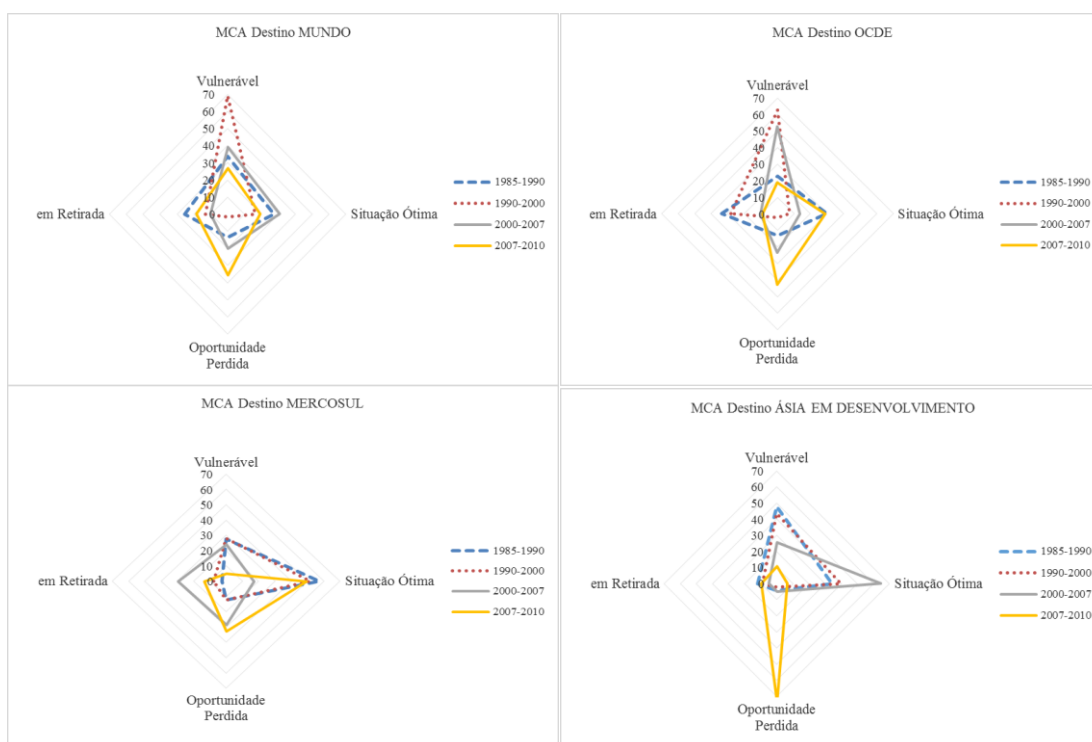 MCA Destino MUNDO
Vulnerável
70
60
50
40
30
20
10
0
em Retirada
Situação Ótima
Oportunidade
Perdida
1985-1990
1990-2000
2000-2007
2007-2010
MCA Destino OCDE
Vulnerável
70
60
50
40
30
20
10
0
em Retirada
Situação Ótima
Oportunidade
Perdida
1985-1990
1990-2000
2000-2007
2007-2010
MCA Destino MERCOSUL
Vulnerável
70
60
50
40
30
20
10
0
em Retirada
Situação Ótima
Oportunidade
Perdida
1985-1990
1990-2000
2000-2007
2007-2010
MCA Destino ÁSIA EM DESENVOLVIMENTO
Vulnerável
70
60
50
40
30
20
10
0
em Retirada
Situação Ótima
Oportunidade
Perdida
1985-1990
1990-2000
2000-2007
2007-2010